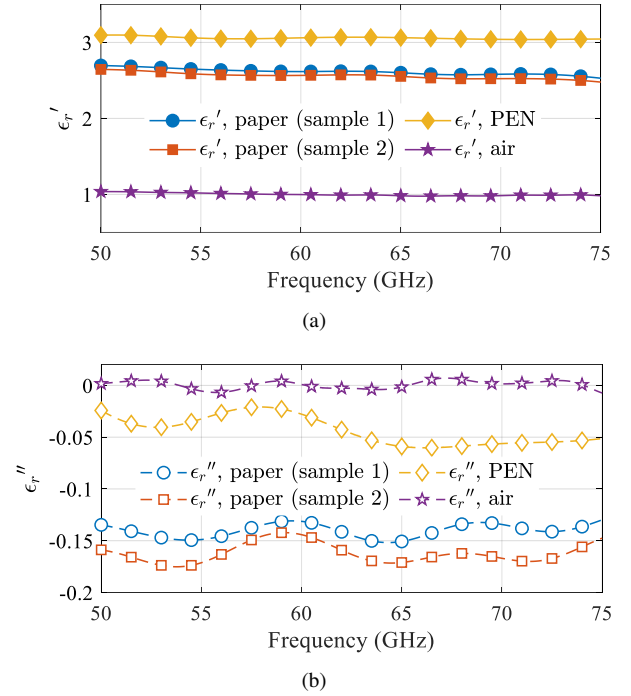 3
2
1
ϵr′
ϵr′, paper (sample 1) ϵr′, PEN
ϵr′, paper (sample 2) ϵr′, air
50 55 60 65 70 75
Frequency (GHz)
(a)
0
-0.05
-0.1
-0.15
-0.2
ϵr″
ϵr″, paper (sample 1) ϵr″, PEN
ϵr″, paper (sample 2) ϵr″, air
50 55 60 65 70 75
Frequency (GHz)
(b)